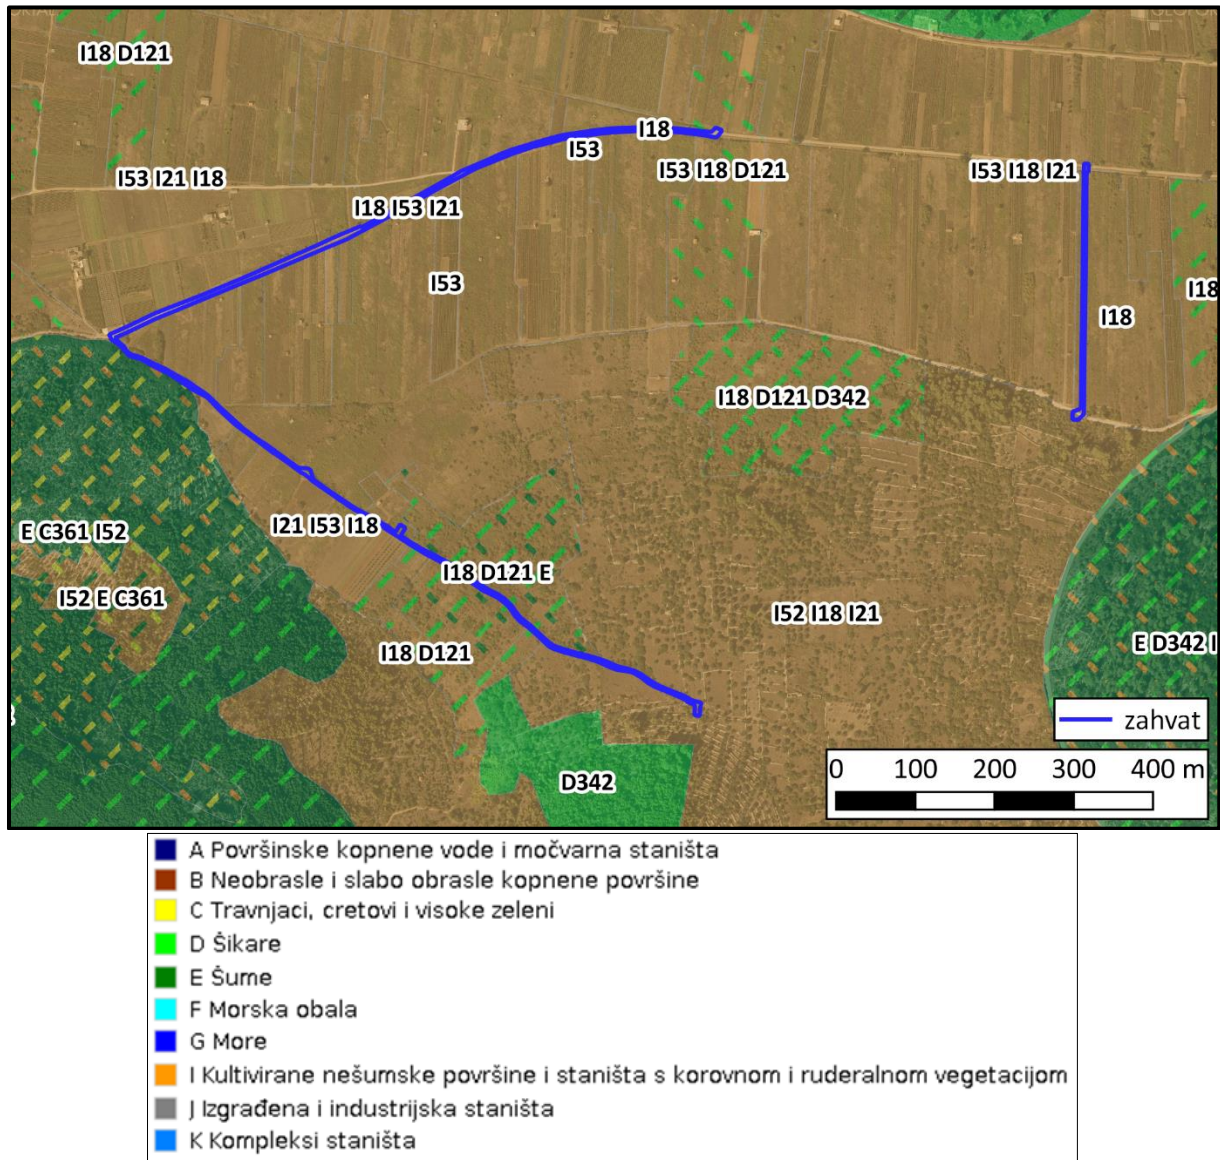 I18 D121
I53 I21 I18
I18 I53 I21
I18
I53
I53 I18 D121
I53 I18 I21
I53
I18
I18
I18 D121 D342
I21 I53 I18
E C361 I52
I18 D121 E
I52 E C361
I52 I18 I21
I18 D121
E D342 I
D342
zahvat
0 100 200 300 400 m
A Površinske kopnene vode i močvarna staništa
B Neobrasle i slabo obrasle kopnene površine
C Travnjaci, cretovi i visoke zeleni
D Šikare
E Šume
F Morska obala
G More
I Kultivirane nešumske površine i staništa s korovnom i ruderalnom vegetacijom
J Izgrađena i industrijska staništa
K Kompleksi staništa